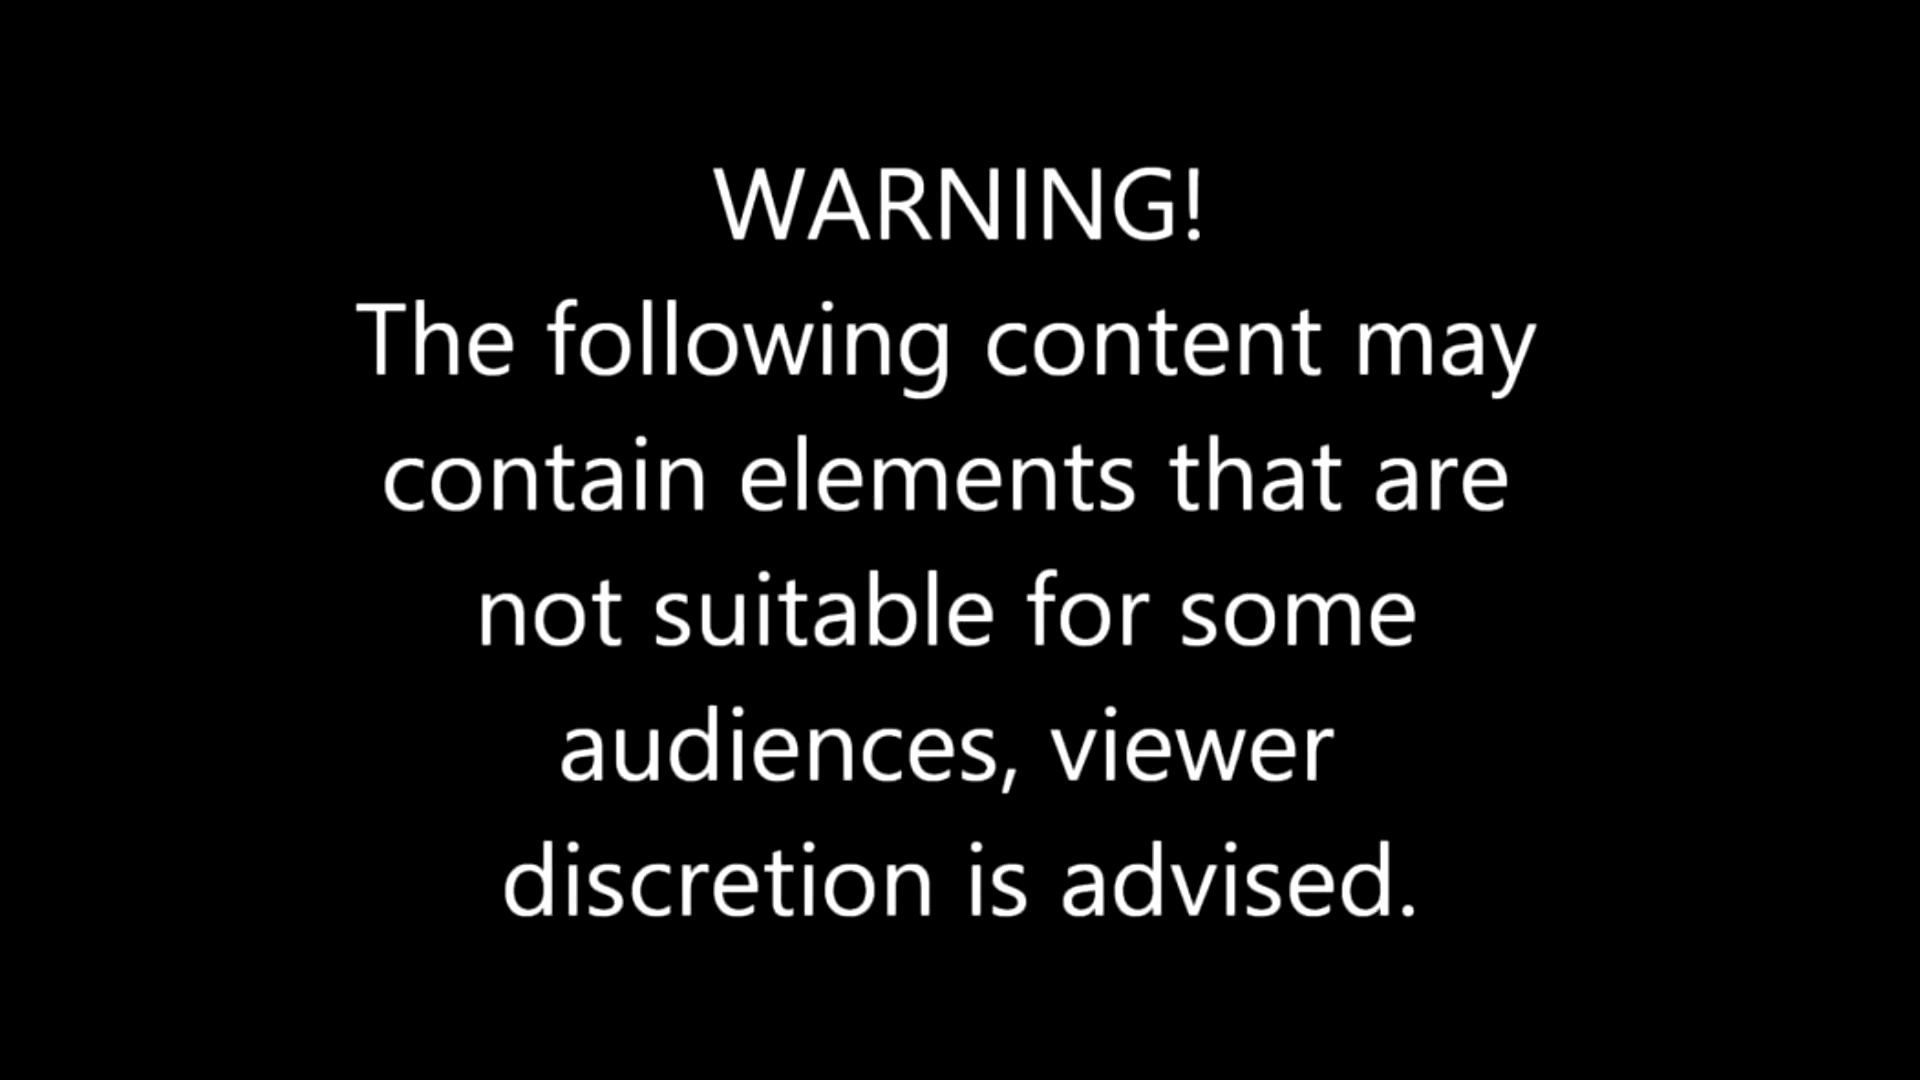 WARNING!
The following content may
contain elements that are
not suitable for some
audiences, viewer
discretion is advised.